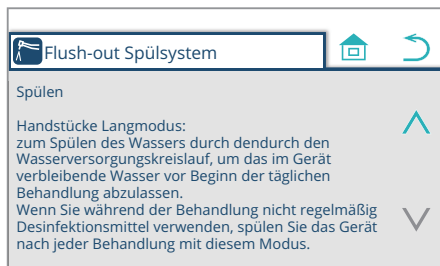 Flush-out Spülsystem
Spülen
Handstücke Langmodus:
zum Spülen des Wassers durch dendurch den
Wasserversorgungskreislauf, um das im Gerät
verbleibende Wasser vor Beginn der täglichen
Behandlung abzulassen.
Wenn Sie während der Behandlung nicht regelmäßig
Desinfektionsmittel verwenden, spülen Sie das Gerät
nach jeder Behandlung mit diesem Modus.